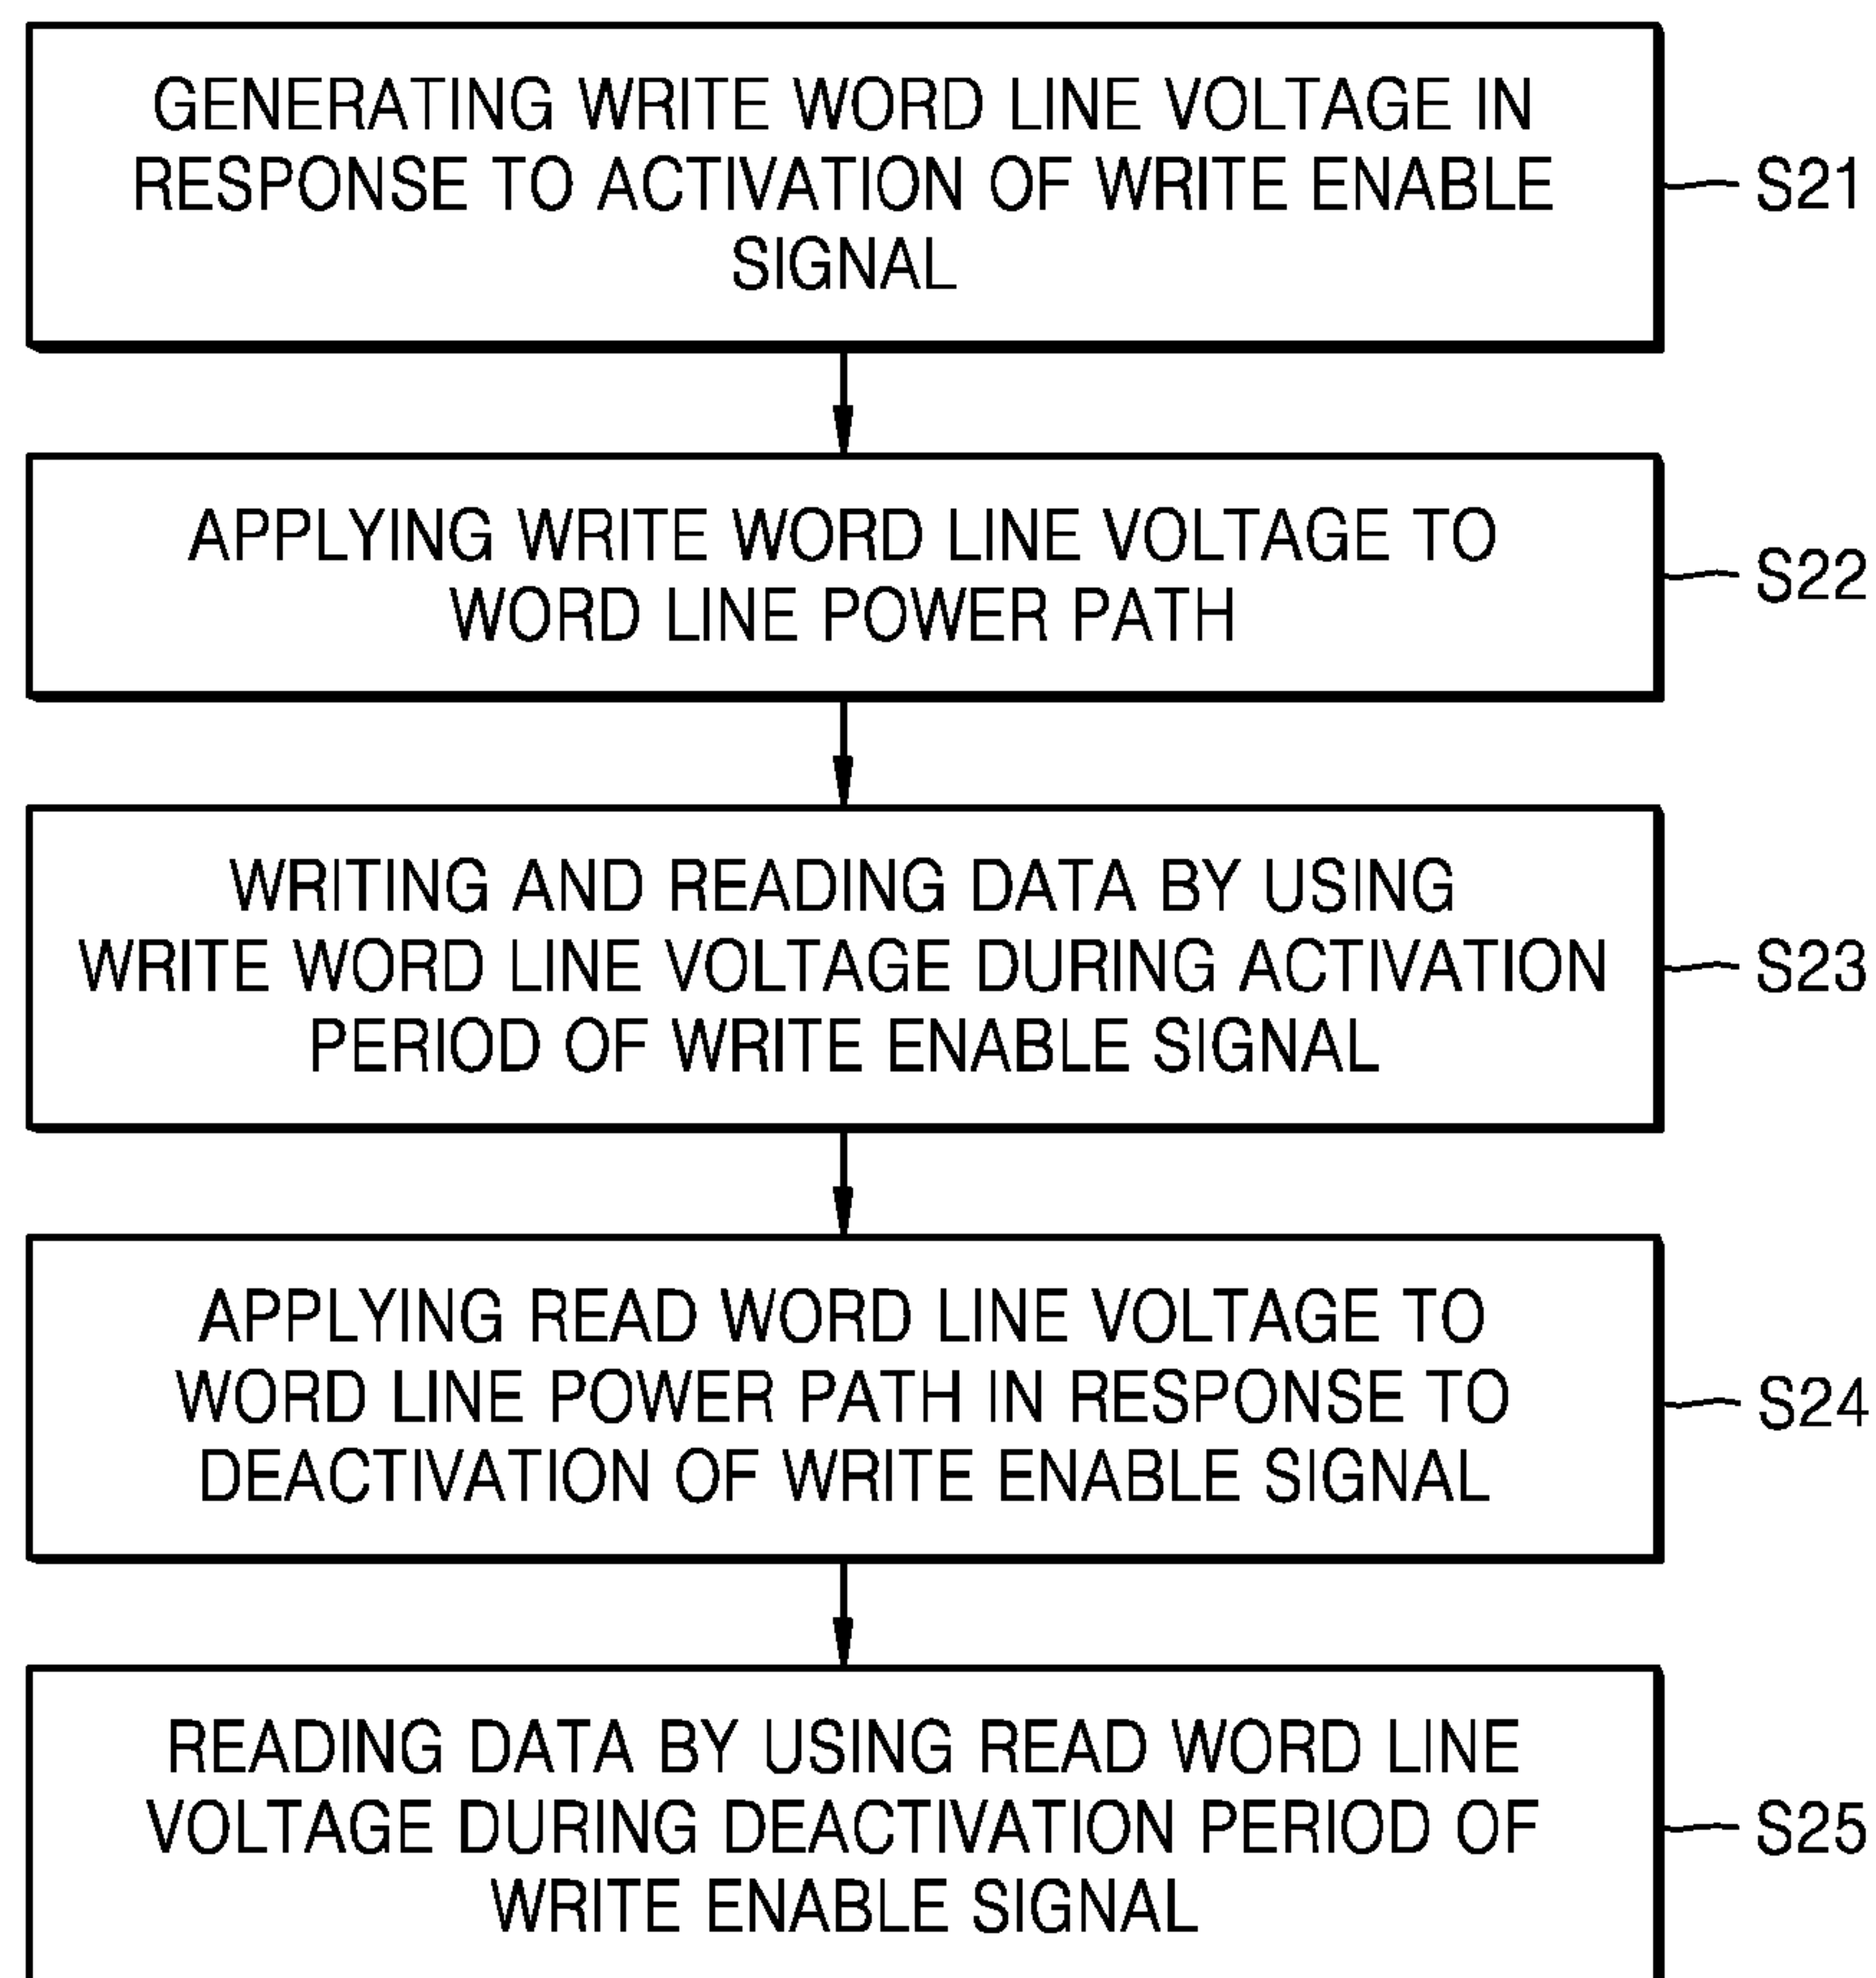 GENERATING WRITE WORD LINE VOLTAGE IN
RESPONSE TO ACTIVATION OF WRITE ENABLE
SIGNAL
S21
APPLYING WRITE WORD LINE VOLTAGE TO
WORD LINE POWER PATH
S22
WRITING AND READING DATA BY USING
WRITE WORD LINE VOLTAGE DURING ACTIVATION
PERIOD OF WRITE ENABLE SIGNAL
S23
APPLYING READ WORD LINE VOLTAGE TO
WORD LINE POWER PATH IN RESPONSE TO
DEACTIVATION OF WRITE ENABLE SIGNAL
S24
READING DATA BY USING READ WORD LINE
VOLTAGE DURING DEACTIVATION PERIOD OF
WRITE ENABLE SIGNAL
S25